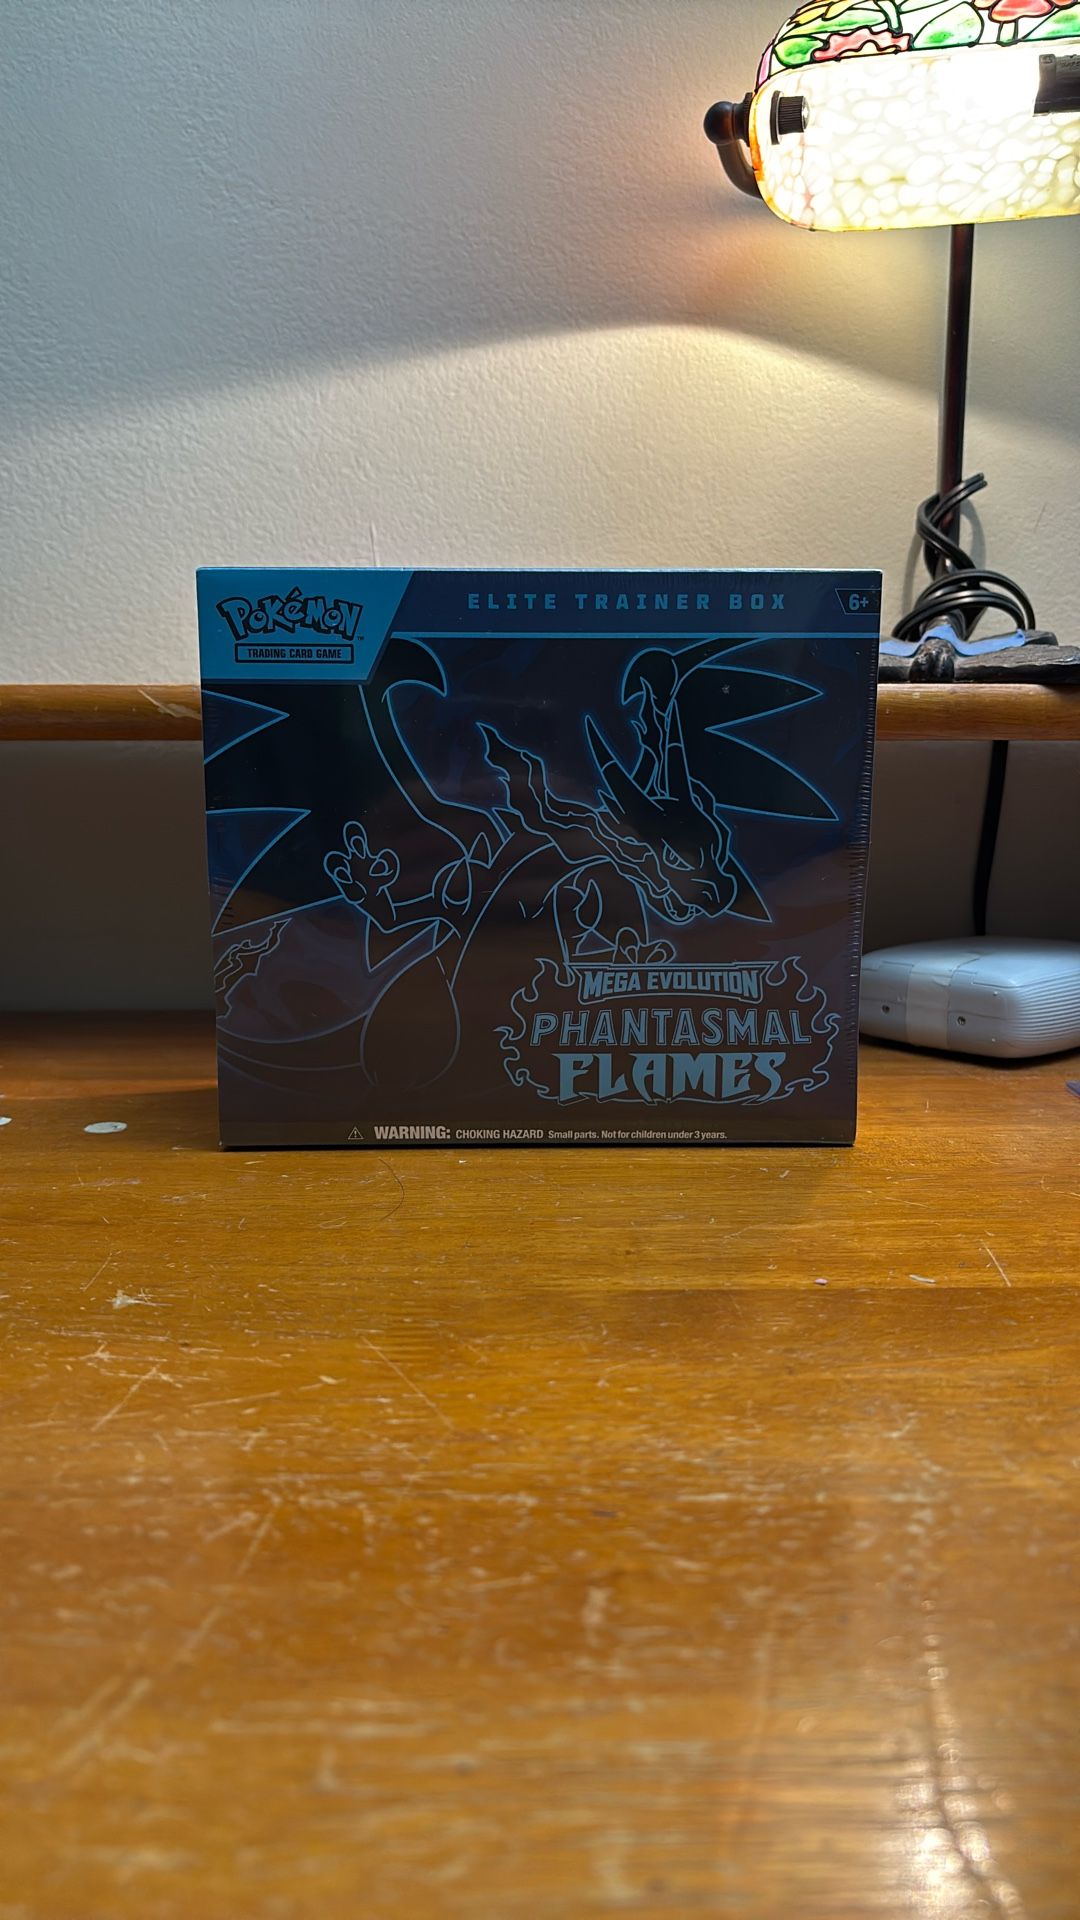 Pokémon
TRADING CARD GAME
ELITE TRAINER BOX
6+
MEGA EVOLUTION
PHANTASMAL
FLAMES
WARNING: CHOKING HAZARD Small parts. Not for children under 3 years.